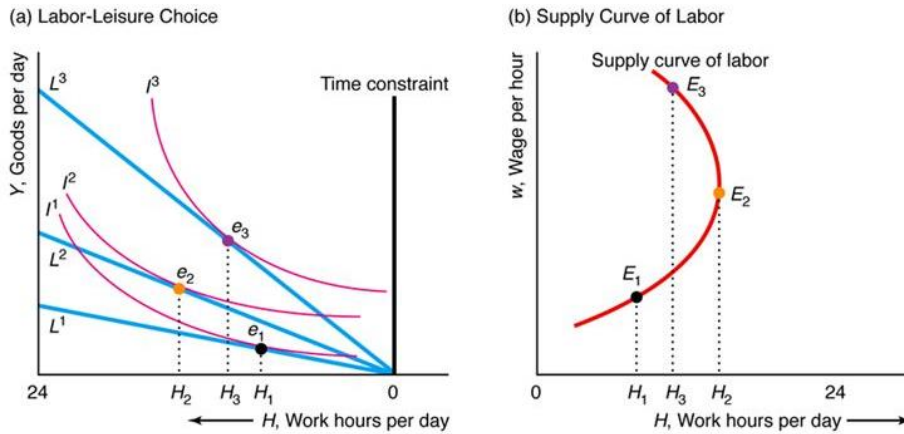 (a) Labor-Leisure Choice
Y, Goods per day
Time constraint
L³
I³
I²
I¹
L²
L¹
e₃
e₂
e₁
24
H₂
H₃
H₁
0
H, Work hours per day
(b) Supply Curve of Labor
w, Wage per hour
Supply curve of labor
E₃
E₂
E₁
0
H₁
H₃
H₂
24
H, Work hours per day